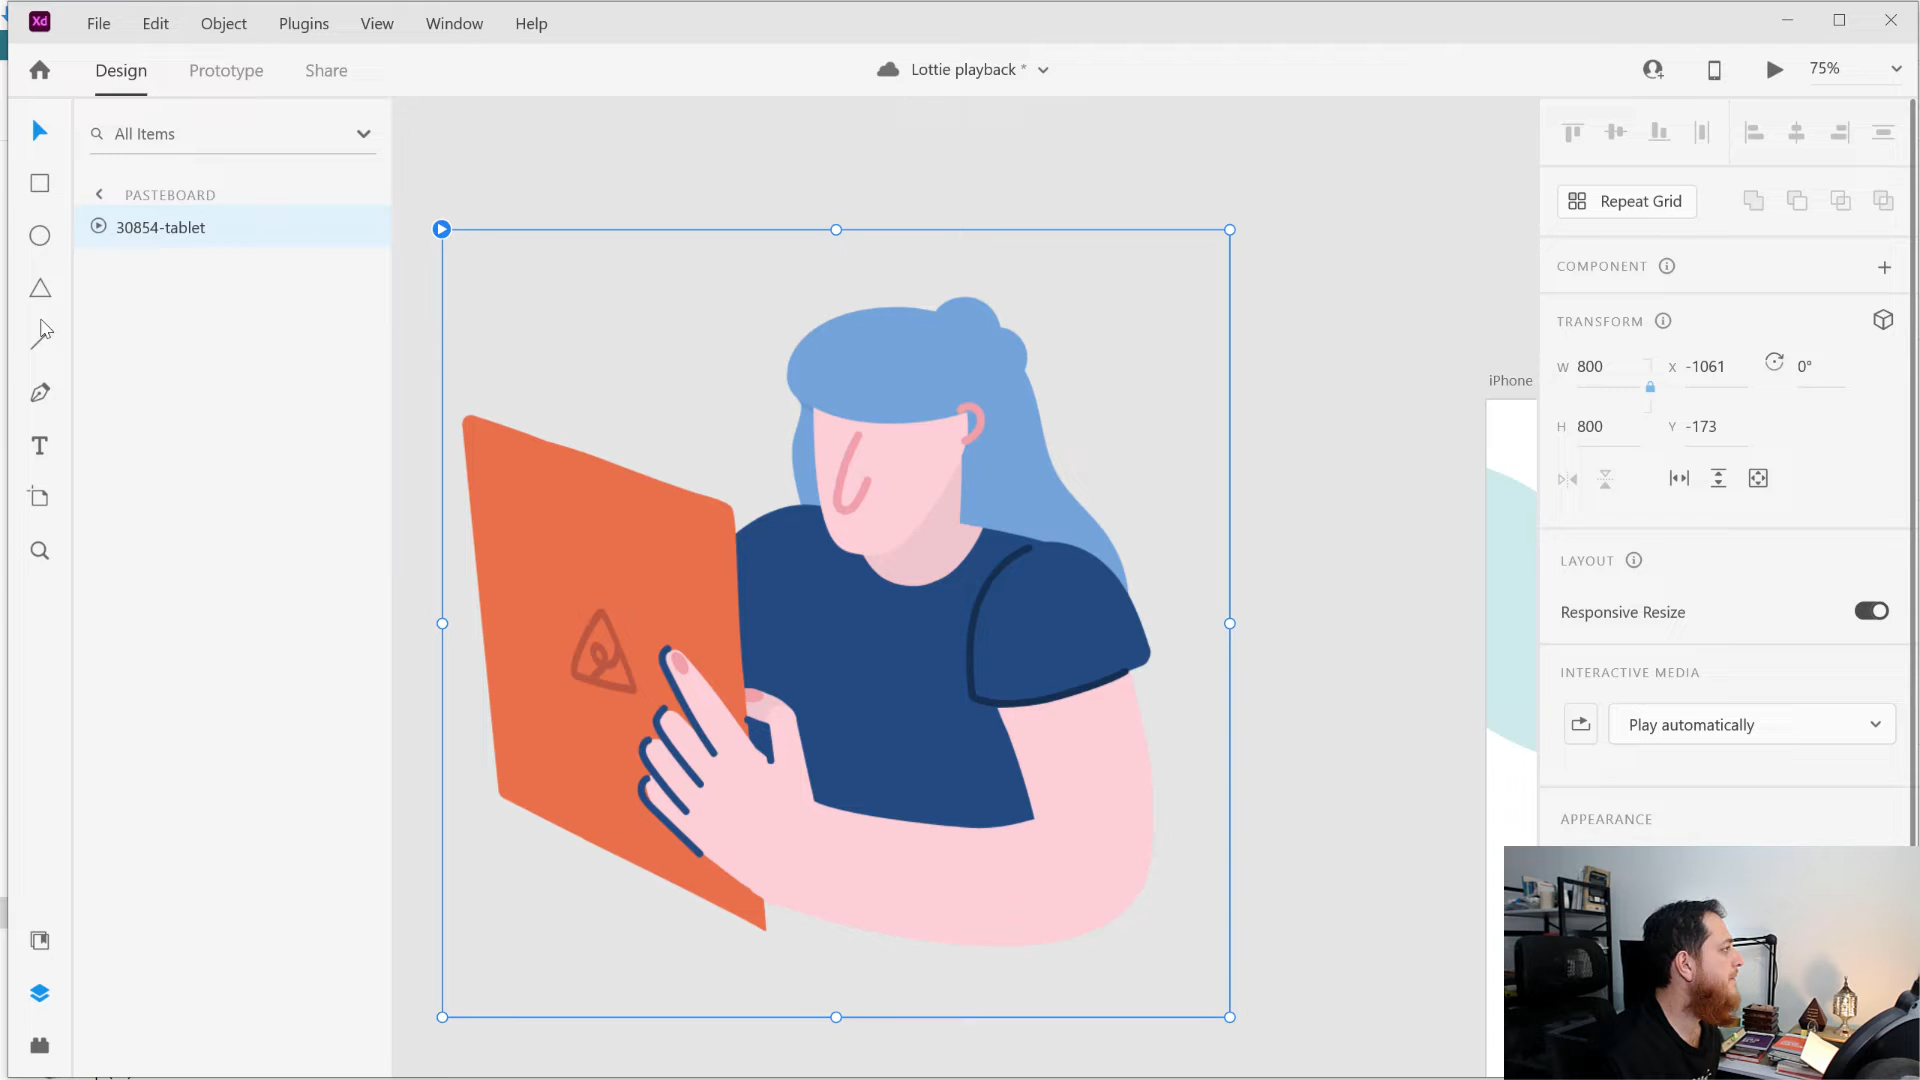 Xd File Edit Object Plugins View Window Help
Design Prototype Share Lottie playback * 75%
All Items
PASTEBOARD
30854-tablet
iPhone
Repeat Grid
COMPONENT
TRANSFORM
W 800 X -1061 0°
H 800 Y -173
LAYOUT
Responsive Resize
INTERACTIVE MEDIA
Play automatically
APPEARANCE